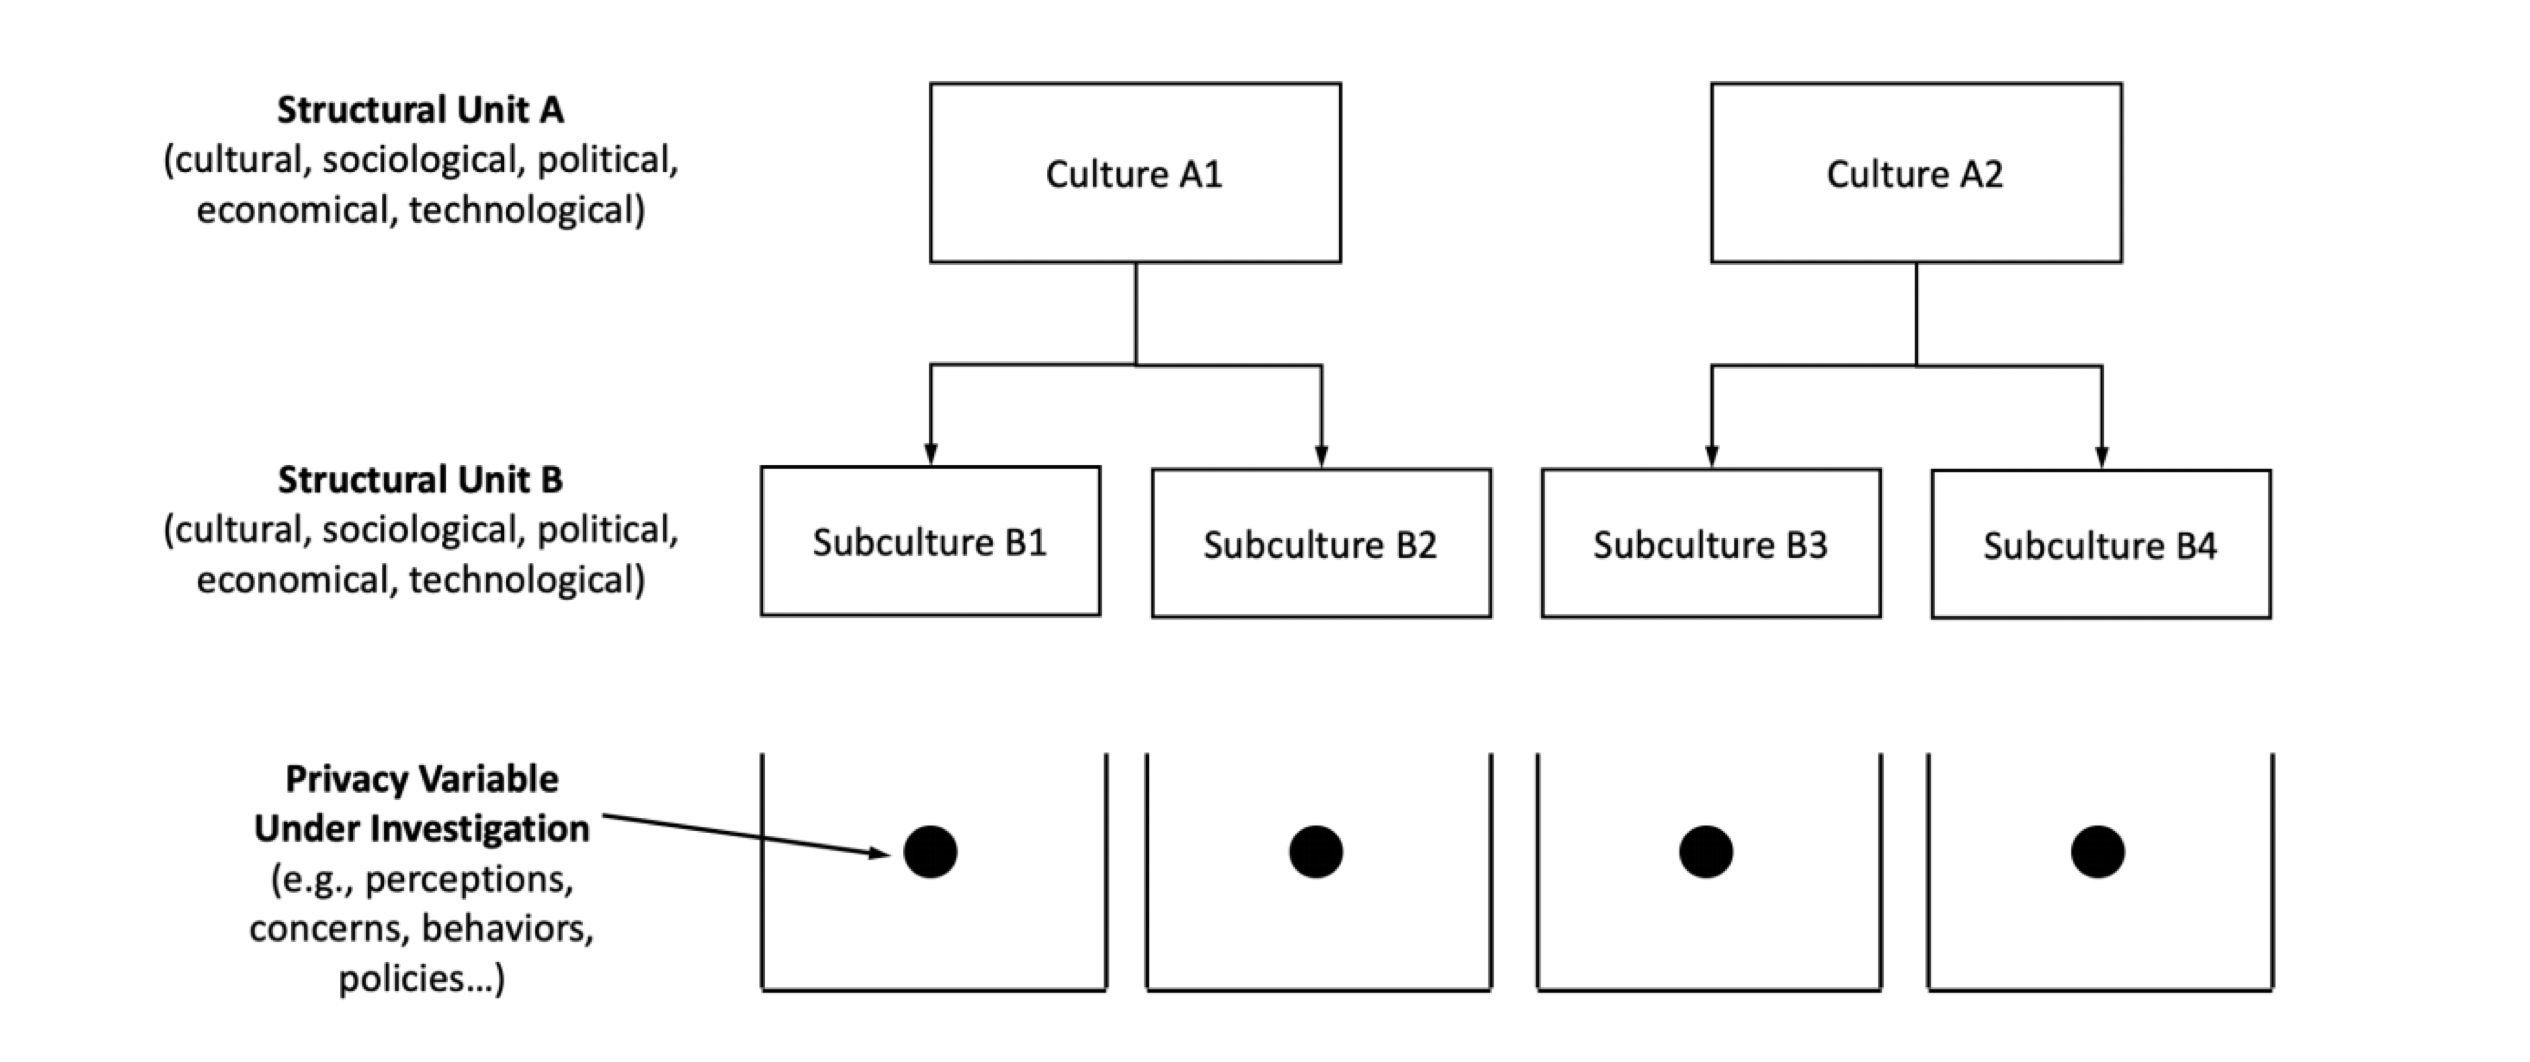 Structural Unit A
(cultural, sociological, political,
economical, technological)
Culture A1
Culture A2
Structural Unit B
(cultural, sociological, political,
economical, technological)
Subculture B1
Subculture B2
Subculture B3
Subculture B4
Privacy Variable
Under Investigation
(e.g., perceptions,
concerns, behaviors,
policies...)